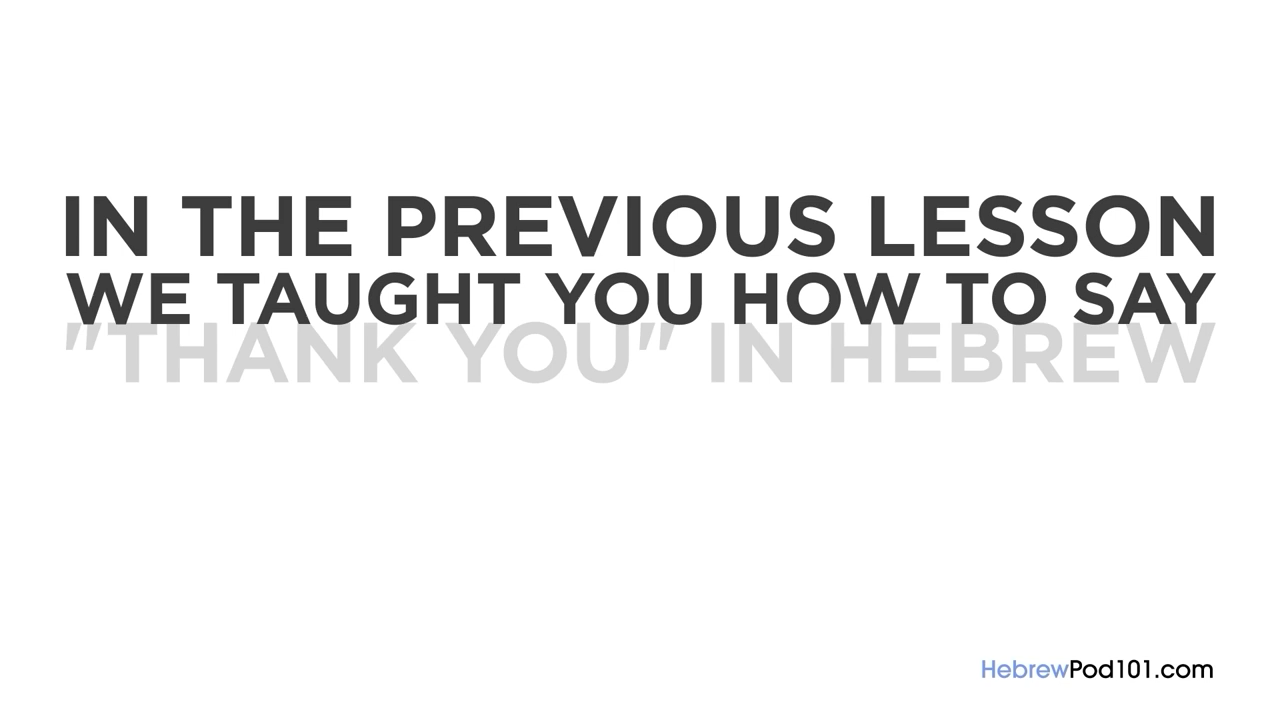 IN THE PREVIOUS LESSON
WE TAUGHT YOU HOW TO SAY
"THANK YOU" IN HEBREW
HebrewPod101.com